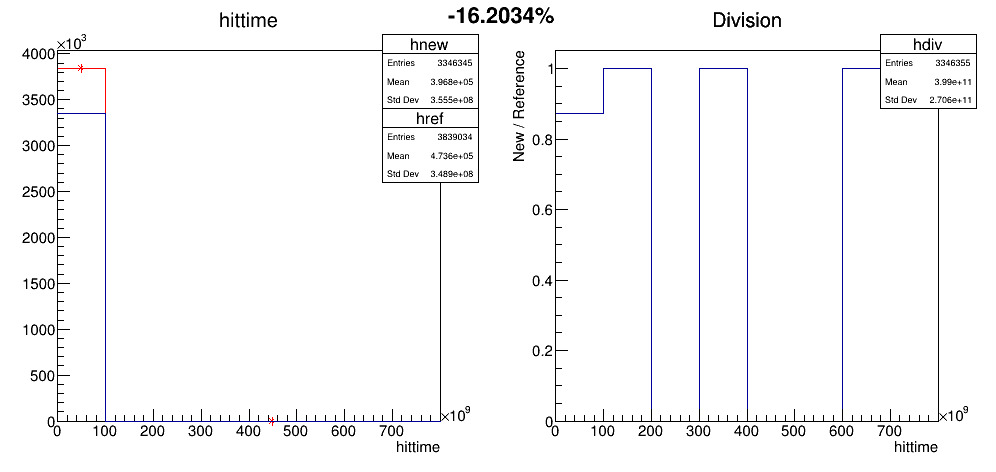 -16.2034%
hittime
×10³
4000
3500
3000
2500
2000
1500
1000
500
0
0 100 200 300 400 500 600 700
×10⁹
hittime
hnew
Entries 3346345
Mean 3.968e+05
Std Dev 3.555e+08
href
Entries 3839034
Mean 4.736e+05
Std Dev 3.489e+08
Division
New / Reference
1
0.8
0.6
0.4
0.2
0
0 100 200 300 400 500 600 700
×10⁹
hittime
hdiv
Entries 3346355
Mean 3.99e+11
Std Dev 2.706e+11